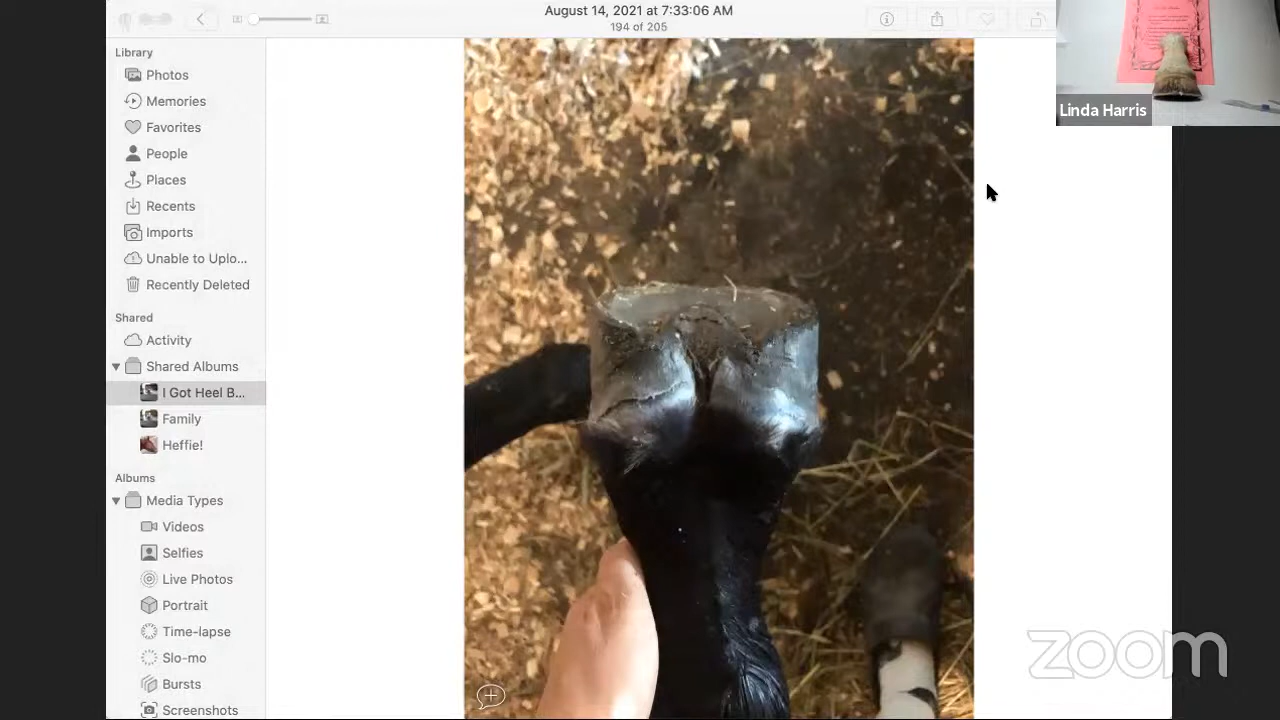 August 14, 2021 at 7:33:06 AM
194 of 205
Library
Photos
Memories
Favorites
People
Places
Recents
Imports
Unable to Uplo...
Recently Deleted
Shared
Activity
Shared Albums
I Got Heel B...
Family
Heffie!
Albums
Media Types
Videos
Selfies
Live Photos
Portrait
Time-lapse
Slo-mo
Bursts
Screenshots
Linda Harris
zoom